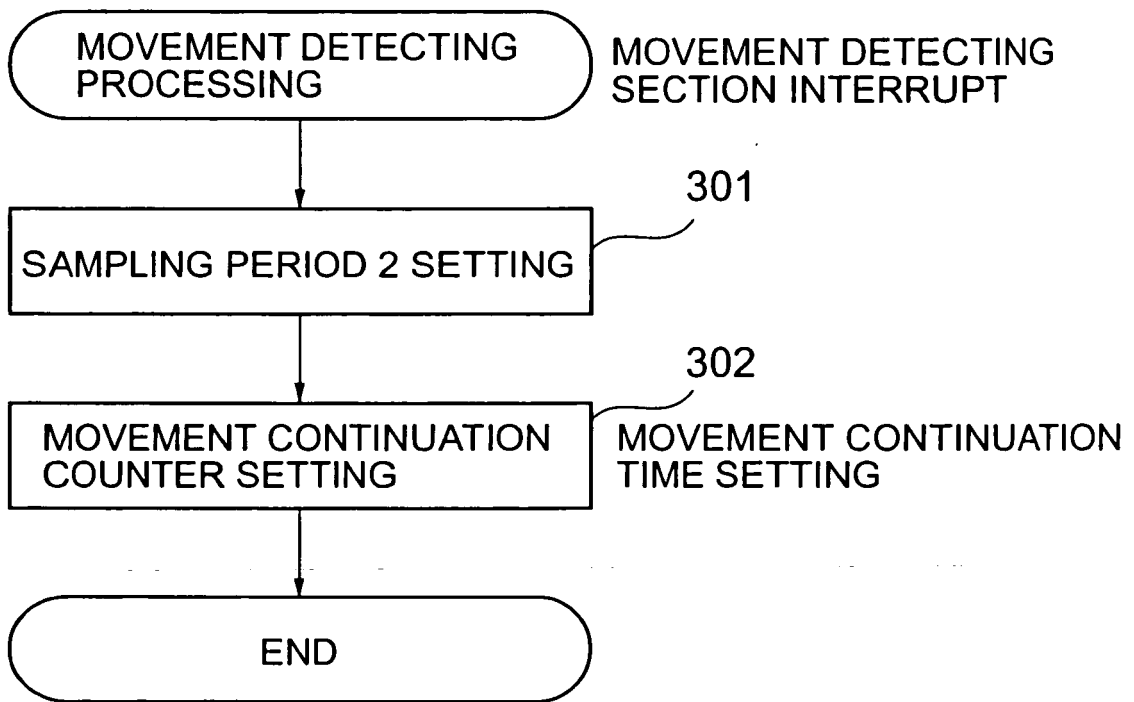 MOVEMENT DETECTING
PROCESSING
MOVEMENT DETECTING
SECTION INTERRUPT
301
SAMPLING PERIOD 2 SETTING
302
MOVEMENT CONTINUATION
COUNTER SETTING
MOVEMENT CONTINUATION
TIME SETTING
END